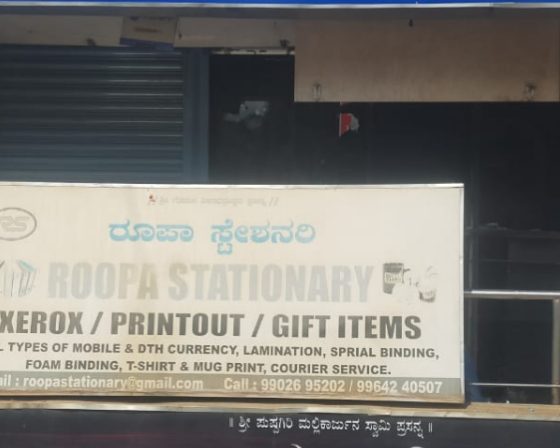 RS
ರೂಪಾ ಸ್ಟೇಶನರಿ
ROOPA STATIONARY
XEROX / PRINTOUT / GIFT ITEMS
TYPES OF MOBILE & DTH CURRENCY, LAMINATION, SPRIAL BINDING,
FOAM BINDING, T-SHIRT & MUG PRINT, COURIER SERVICE.
ail : roopastationary@gmail.com Call : 99026 95202 / 99642 40507
|| ಶ್ರೀ ಪುಷ್ಪಗಿರಿ ಮಲ್ಲಿಕಾರ್ಜುನ ಸ್ವಾಮಿ ಪ್ರಸನ್ನ ||